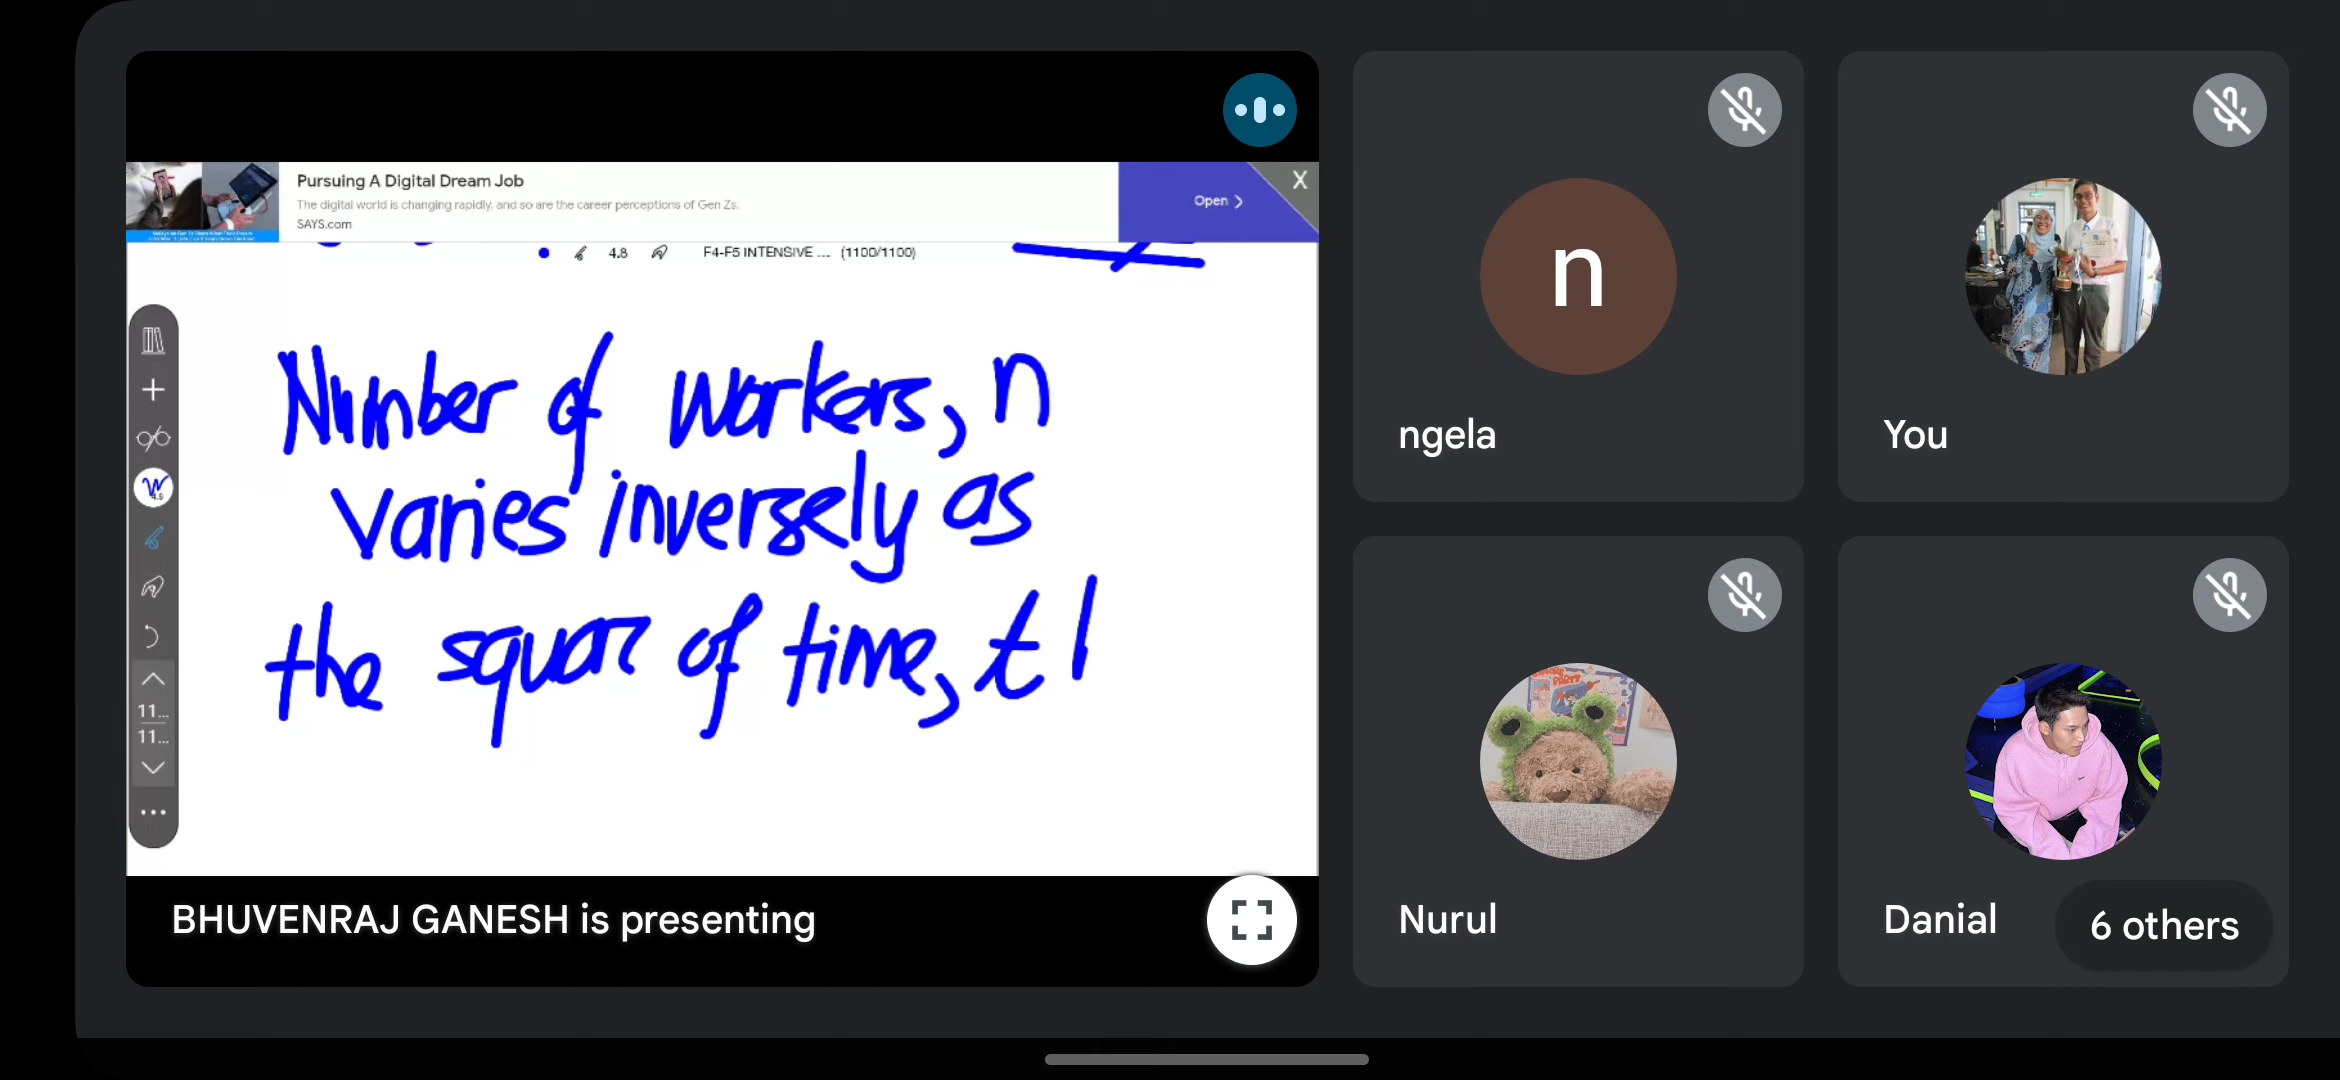 Pursuing A Digital Dream Job
The digital world is changing rapidly, and so are the career perceptions of Gen Zs.
SAYS.com
Open
X
4.8 F4-F5 INTENSIVE ... (1100/1100)
Number of workers, n
varies inversely as
the square of time, t
11...
11...
BHUVENRAJ GANESH is presenting
n
ngela
You
Nurul
Danial
6 others